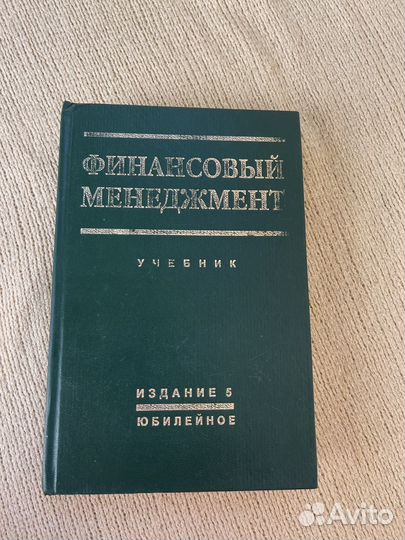 ФИНАНСОВЫЙ
МЕНЕДЖМЕНТ
УЧЕБНИК
ИЗДАНИЕ 5
ЮБИЛЕЙНОЕ
Avito